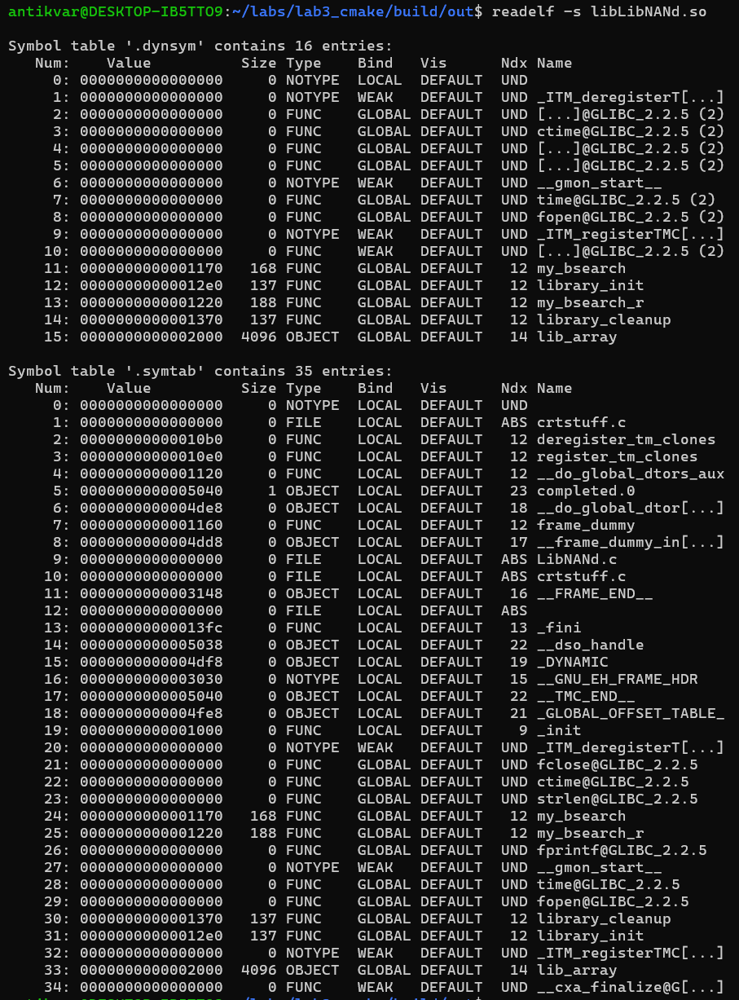 antikvar@DESKTOP-IB5TTO9:~/labs/lab3_cmake/build/out$ readelf -s libLibNANd.so

Symbol table '.dynsym' contains 16 entries:
   Num:    Value          Size Type    Bind   Vis      Ndx Name
     0: 0000000000000000     0 NOTYPE  LOCAL  DEFAULT  UND
     1: 0000000000000000     0 NOTYPE  WEAK   DEFAULT  UND _ITM_deregisterT[...]
     2: 0000000000000000     0 FUNC    GLOBAL DEFAULT  UND [...]@GLIBC_2.2.5 (2)
     3: 0000000000000000     0 FUNC    GLOBAL DEFAULT  UND ctime@GLIBC_2.2.5 (2)
     4: 0000000000000000     0 FUNC    GLOBAL DEFAULT  UND [...]@GLIBC_2.2.5 (2)
     5: 0000000000000000     0 FUNC    GLOBAL DEFAULT  UND [...]@GLIBC_2.2.5 (2)
     6: 0000000000000000     0 NOTYPE  WEAK   DEFAULT  UND __gmon_start__
     7: 0000000000000000     0 FUNC    GLOBAL DEFAULT  UND time@GLIBC_2.2.5 (2)
     8: 0000000000000000     0 FUNC    GLOBAL DEFAULT  UND fopen@GLIBC_2.2.5 (2)
     9: 0000000000000000     0 NOTYPE  WEAK   DEFAULT  UND _ITM_registerTMC[...]
    10: 0000000000000000     0 FUNC    WEAK   DEFAULT  UND [...]@GLIBC_2.2.5 (2)
    11: 0000000000001170   168 FUNC    GLOBAL DEFAULT   12 my_bsearch
    12: 00000000000012e0   137 FUNC    GLOBAL DEFAULT   12 library_init
    13: 0000000000001220   188 FUNC    GLOBAL DEFAULT   12 my_bsearch_r
    14: 0000000000001370   137 FUNC    GLOBAL DEFAULT   12 library_cleanup
    15: 0000000000002000  4096 OBJECT  GLOBAL DEFAULT   14 lib_array

Symbol table '.symtab' contains 35 entries:
   Num:    Value          Size Type    Bind   Vis      Ndx Name
     0: 0000000000000000     0 NOTYPE  LOCAL  DEFAULT  UND
     1: 0000000000000000     0 FILE    LOCAL  DEFAULT  ABS crtstuff.c
     2: 00000000000010b0     0 FUNC    LOCAL  DEFAULT   12 deregister_tm_clones
     3: 00000000000010e0     0 FUNC    LOCAL  DEFAULT   12 register_tm_clones
     4: 0000000000001120     0 FUNC    LOCAL  DEFAULT   12 __do_global_dtors_aux
     5: 0000000000005040     1 OBJECT  LOCAL  DEFAULT   23 completed.0
     6: 0000000000004de8     0 OBJECT  LOCAL  DEFAULT   18 __do_global_dtor[...]
     7: 0000000000001160     0 FUNC    LOCAL  DEFAULT   12 frame_dummy
     8: 0000000000004dd8     0 OBJECT  LOCAL  DEFAULT   17 __frame_dummy_in[...]
     9: 0000000000000000     0 FILE    LOCAL  DEFAULT  ABS LibNANd.c
    10: 0000000000000000     0 FILE    LOCAL  DEFAULT  ABS crtstuff.c
    11: 0000000000003148     0 OBJECT  LOCAL  DEFAULT   16 __FRAME_END__
    12: 0000000000000000     0 FILE    LOCAL  DEFAULT  ABS
    13: 00000000000013fc     0 FUNC    LOCAL  DEFAULT   13 _fini
    14: 0000000000005038     0 OBJECT  LOCAL  DEFAULT   22 __dso_handle
    15: 0000000000004df8     0 OBJECT  LOCAL  DEFAULT   19 _DYNAMIC
    16: 0000000000003030     0 NOTYPE  LOCAL  DEFAULT   15 __GNU_EH_FRAME_HDR
    17: 0000000000005040     0 OBJECT  LOCAL  DEFAULT   22 __TMC_END__
    18: 0000000000004fe8     0 OBJECT  LOCAL  DEFAULT   21 _GLOBAL_OFFSET_TABLE_
    19: 0000000000001000     0 FUNC    LOCAL  DEFAULT    9 _init
    20: 0000000000000000     0 NOTYPE  WEAK   DEFAULT  UND _ITM_deregisterT[...]
    21: 0000000000000000     0 FUNC    GLOBAL DEFAULT  UND fclose@GLIBC_2.2.5
    22: 0000000000000000     0 FUNC    GLOBAL DEFAULT  UND ctime@GLIBC_2.2.5
    23: 0000000000000000     0 FUNC    GLOBAL DEFAULT  UND strlen@GLIBC_2.2.5
    24: 0000000000001170   168 FUNC    GLOBAL DEFAULT   12 my_bsearch
    25: 0000000000001220   188 FUNC    GLOBAL DEFAULT   12 my_bsearch_r
    26: 0000000000000000     0 FUNC    GLOBAL DEFAULT  UND fprintf@GLIBC_2.2.5
    27: 0000000000000000     0 NOTYPE  WEAK   DEFAULT  UND __gmon_start__
    28: 0000000000000000     0 FUNC    GLOBAL DEFAULT  UND time@GLIBC_2.2.5
    29: 0000000000000000     0 FUNC    GLOBAL DEFAULT  UND fopen@GLIBC_2.2.5
    30: 0000000000001370   137 FUNC    GLOBAL DEFAULT   12 library_cleanup
    31: 00000000000012e0   137 FUNC    GLOBAL DEFAULT   12 library_init
    32: 0000000000000000     0 NOTYPE  WEAK   DEFAULT  UND _ITM_registerTMC[...]
    33: 0000000000002000  4096 OBJECT  GLOBAL DEFAULT   14 lib_array
    34: 0000000000000000     0 FUNC    WEAK   DEFAULT  UND __cxa_finalize@G[...]